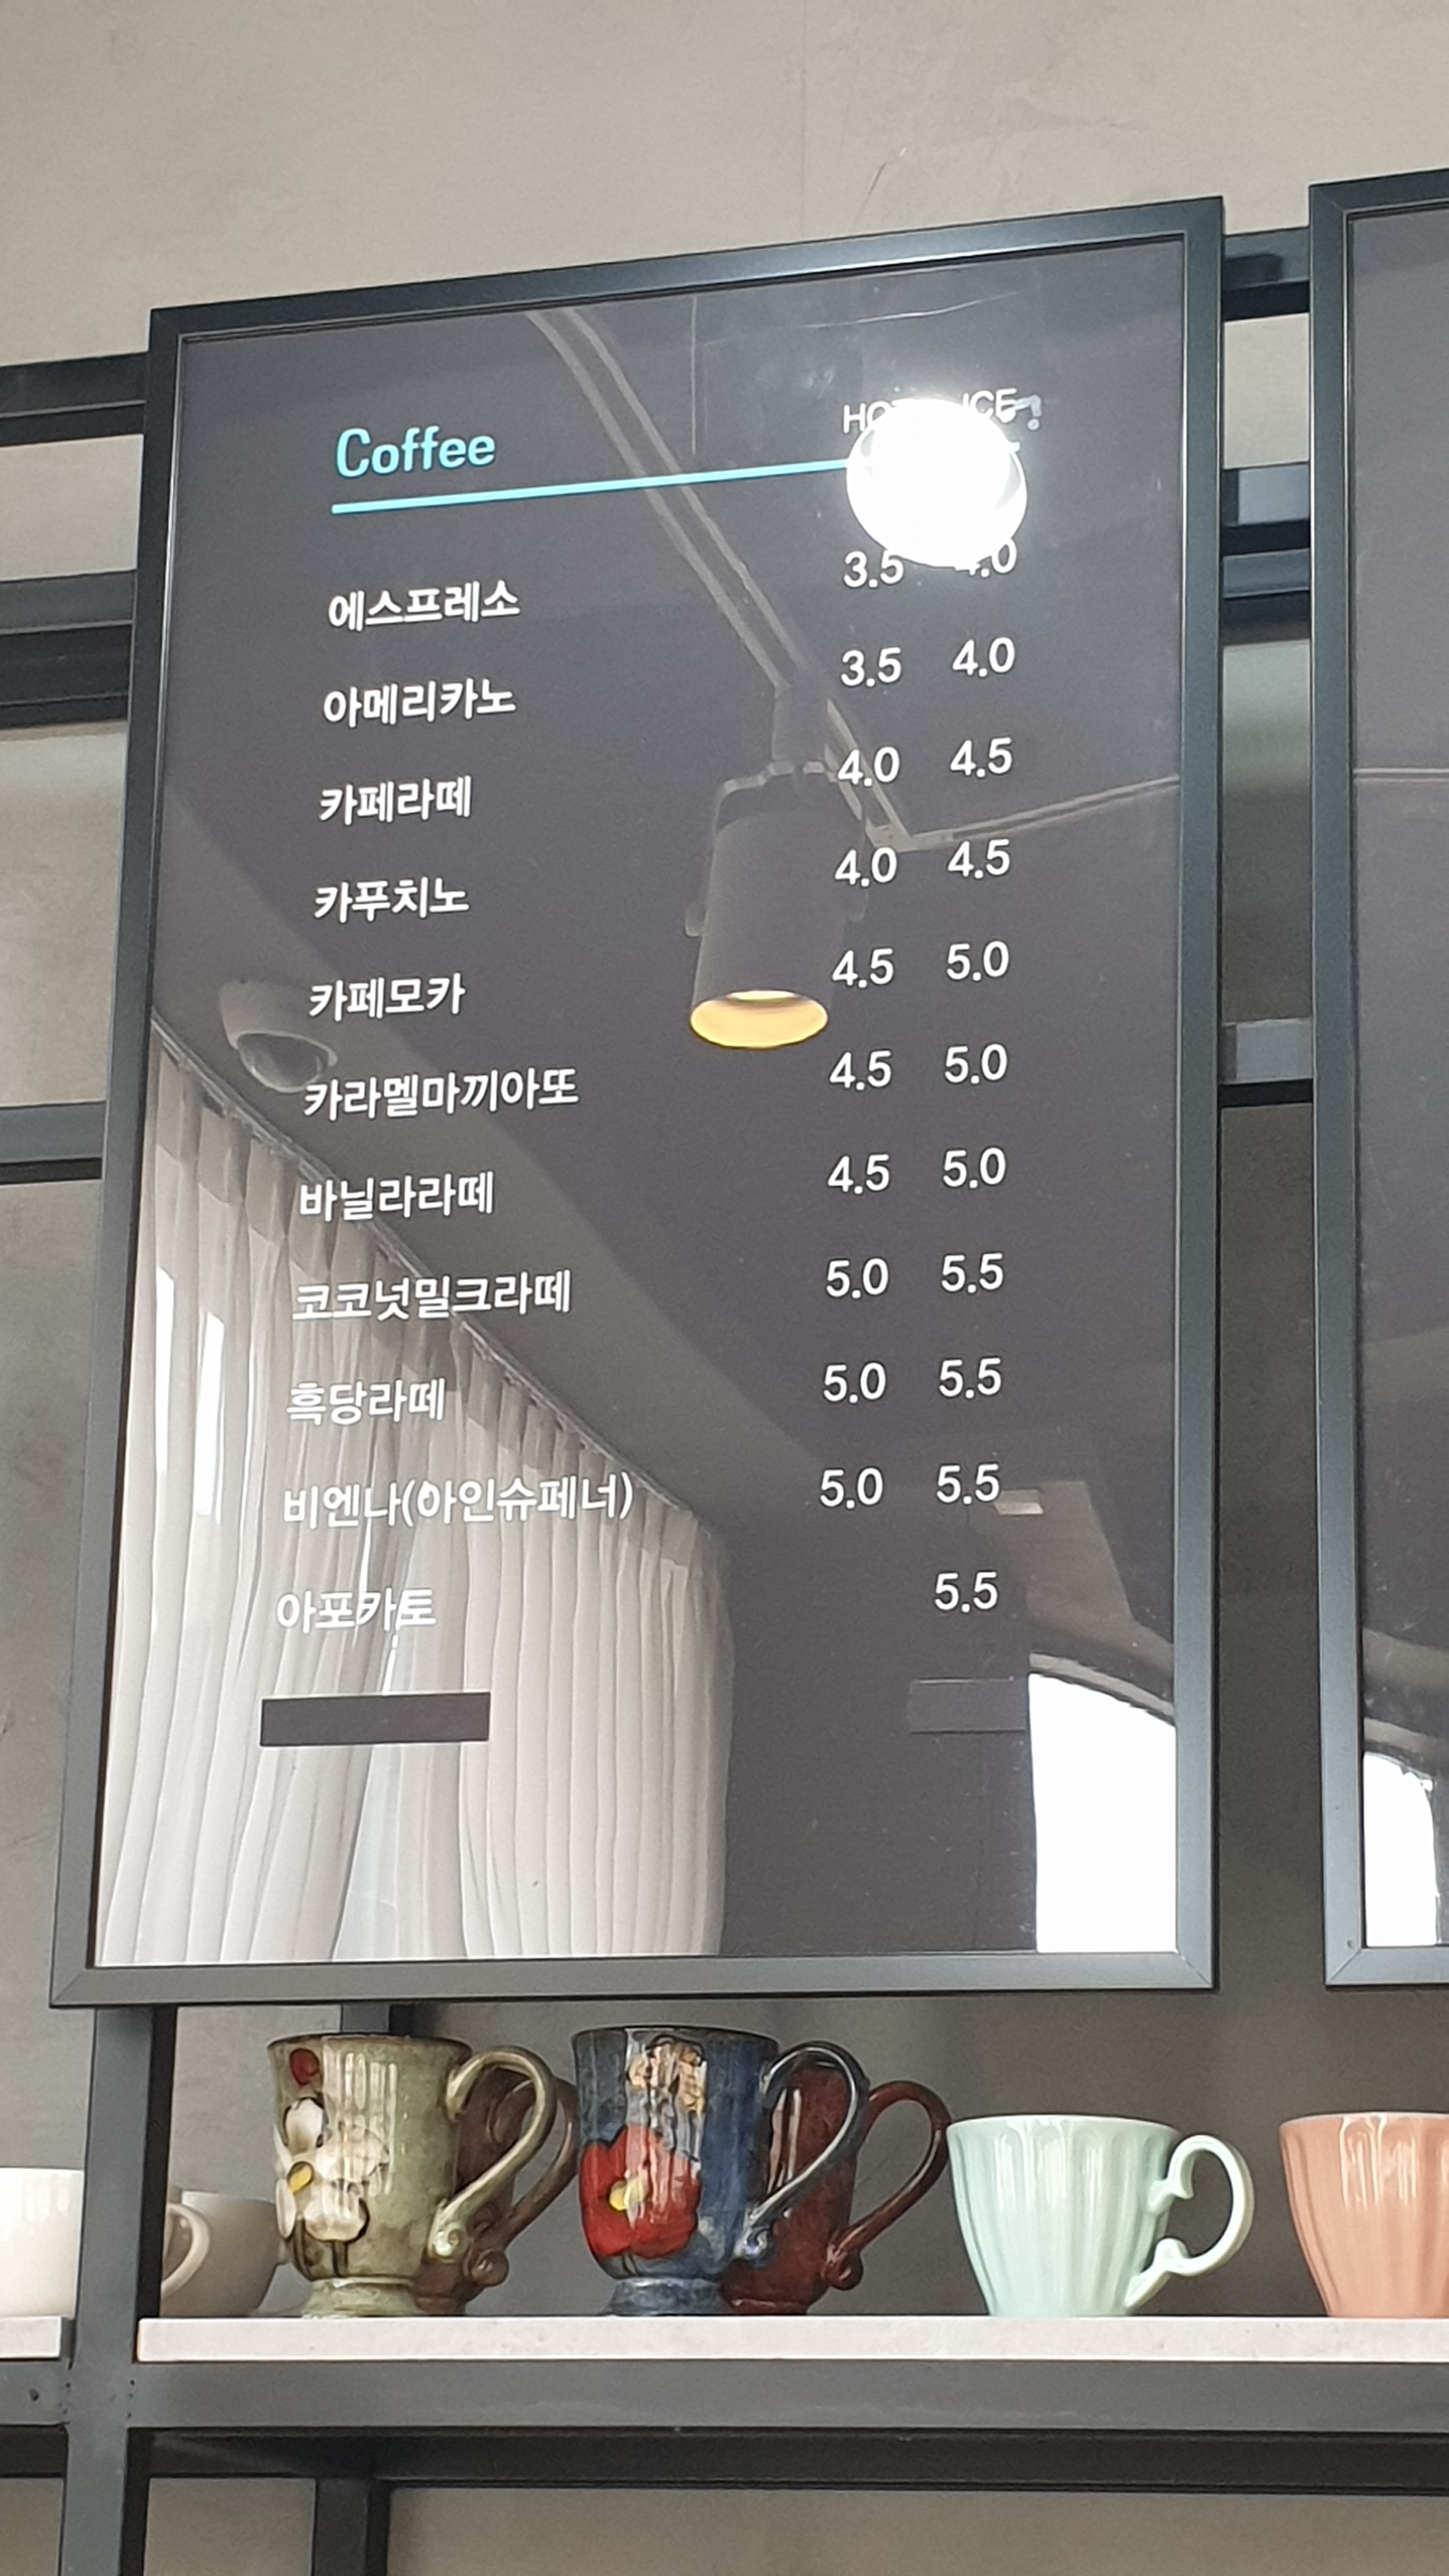 Coffee HOT ICE
에스프레소 3.5 4.0
아메리카노 3.5 4.0
카페라떼 4.0 4.5
카푸치노 4.0 4.5
카페모카 4.5 5.0
카라멜마끼아또 4.5 5.0
바닐라라떼 4.5 5.0
코코넛밀크라떼 5.0 5.5
흑당라떼 5.0 5.5
비엔나(아인슈페너) 5.0 5.5
아포카토 5.5